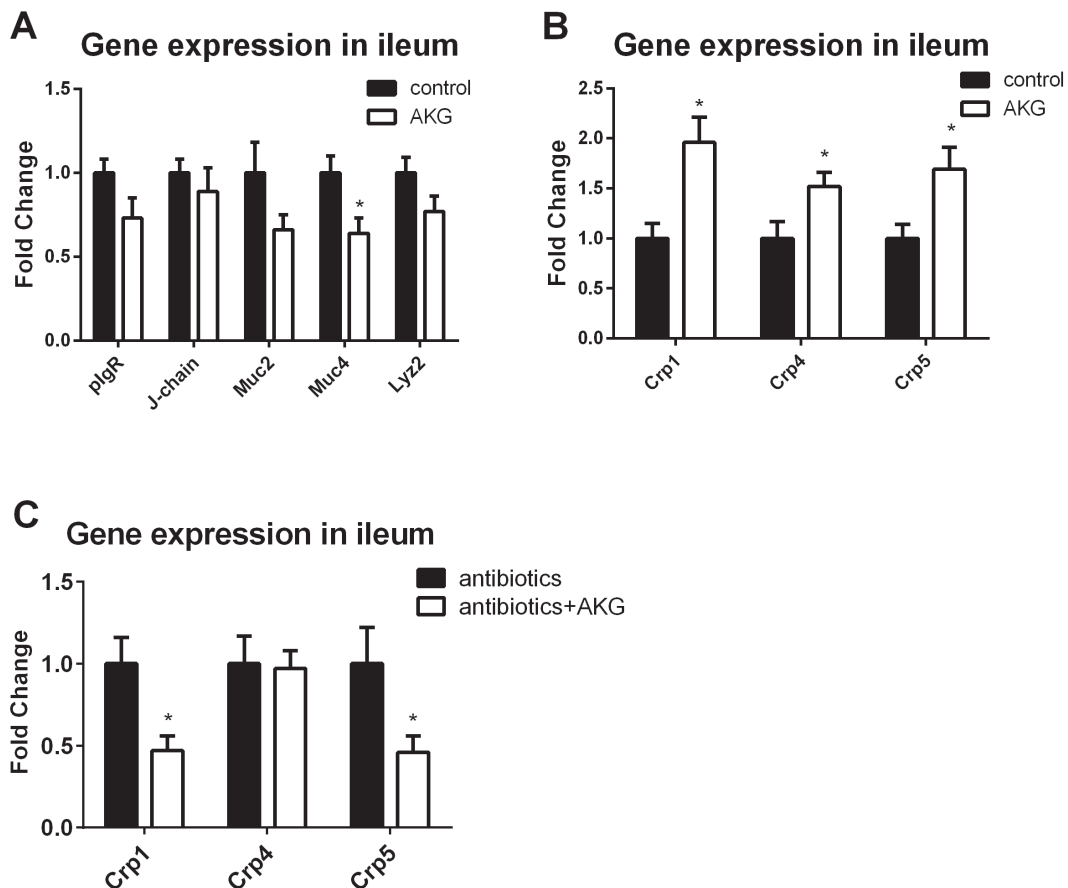 A
Gene expression in ileum
control
AKG
Fold Change
1.5
1.0
0.5
0.0
*
pIgR
J-chain
Muc2
Muc4
Lyz2
B
Gene expression in ileum
control
AKG
Fold Change
2.5
2.0
1.5
1.0
0.5
0.0
*
*
*
Crp1
Crp4
Crp5
C
Gene expression in ileum
antibiotics
antibiotics+AKG
Fold Change
1.5
1.0
0.5
0.0
*
*
Crp1
Crp4
Crp5